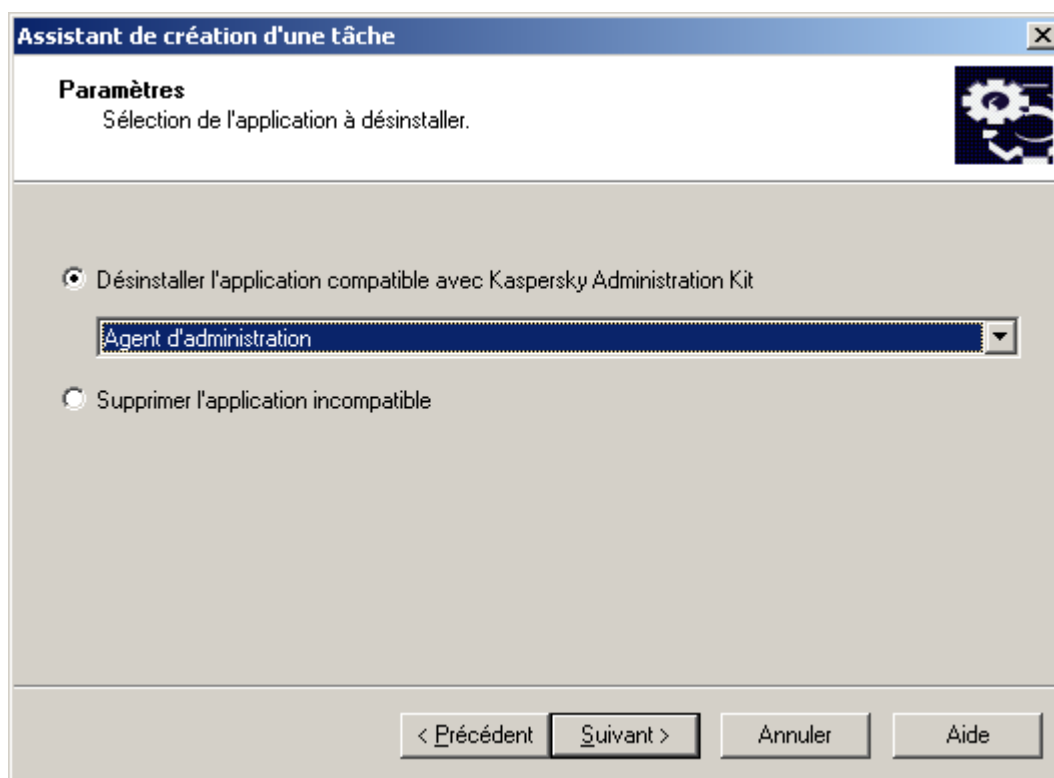 Assistant de création d'une tâche
Paramètres
Sélection de l'application à désinstaller.
Désinstaller l'application compatible avec Kaspersky Administration Kit
Agent d'administration
Supprimer l'application incompatible
< Précédent
Suivant >
Annuler
Aide